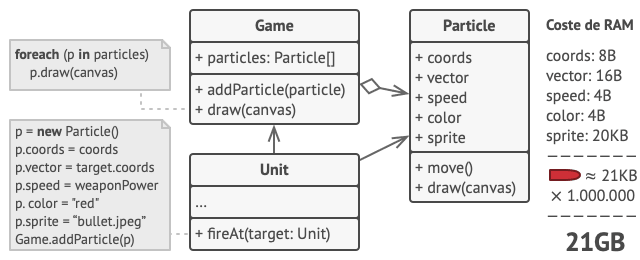 foreach (p in particles)
p.draw(canvas)
p = new Particle()
p.coords = coords
p.vector = target.coords
p.speed = weaponPower
p. color = "red"
p.sprite = “bullet.jpeg”
Game.addParticle(p)
Game
+ particles: Particle[]
+ addParticle(particle)
+ draw(canvas)
Unit
...
+ fireAt(target: Unit)
Particle
+ coords
+ vector
+ speed
+ color
+ sprite
+ move()
+ draw(canvas)
Coste de RAM
coords: 8B
vector: 16B
speed: 4B
color: 4B
sprite: 20KB
≈ 21KB
× 1.000.000
21GB